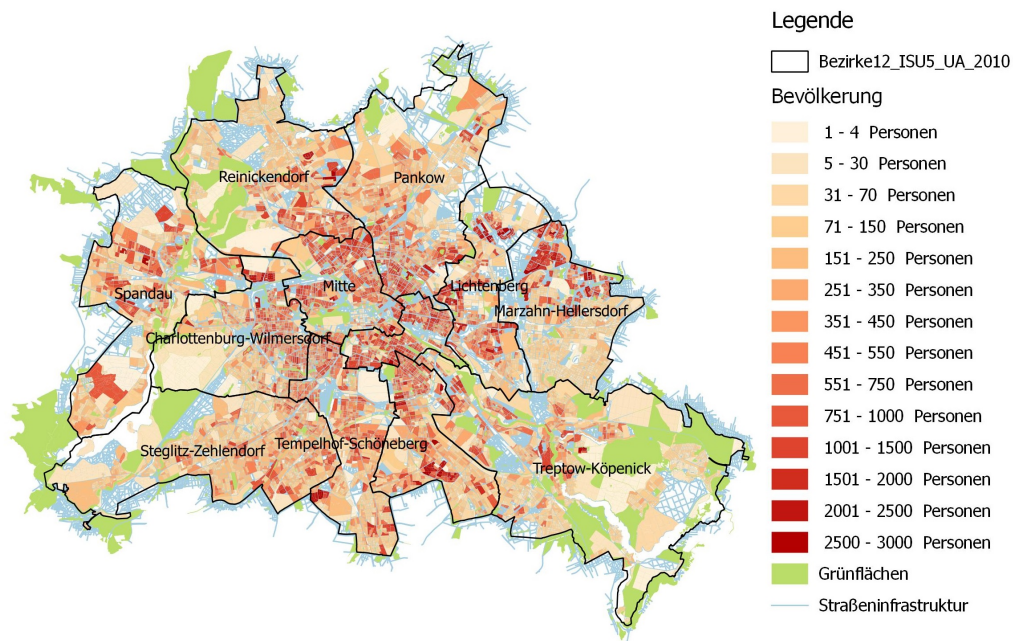 Legende
Bezirke12_ISU5_UA_2010
Bevölkerung
1 - 4 Personen
5 - 30 Personen
31 - 70 Personen
71 - 150 Personen
151 - 250 Personen
251 - 350 Personen
351 - 450 Personen
451 - 550 Personen
551 - 750 Personen
751 - 1000 Personen
1001 - 1500 Personen
1501 - 2000 Personen
2001 - 2500 Personen
2500 - 3000 Personen
Grünflächen
Straßeninfrastruktur
Reinickendorf
Pankow
Spandau
Mitte
Lichtenberg
Marzahn-Hellersdorf
Charlottenburg-Wilmersdorf
Steglitz-Zehlendorf
Tempelhof-Schöneberg
Treptow-Köpenick